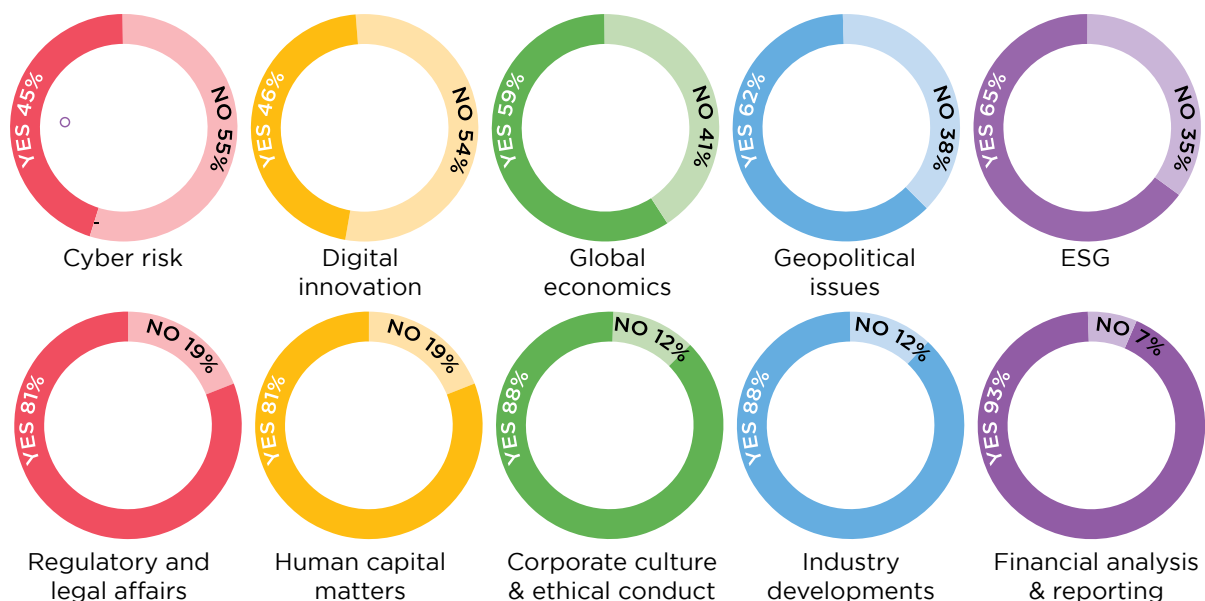 YES 45%
NO 55%
YES 46%
NO 54%
YES 59%
NO 41%
YES 62%
NO 38%
YES 65%
NO 35%
Cyber risk
Digital
innovation
Global
economics
Geopolitical
issues
ESG
YES 81%
NO 19%
YES 81%
NO 19%
YES 88%
NO 12%
YES 88%
NO 12%
YES 93%
NO 7%
Regulatory and
legal affairs
Human capital
matters
Corporate culture
& ethical conduct
Industry
developments
Financial analysis
& reporting